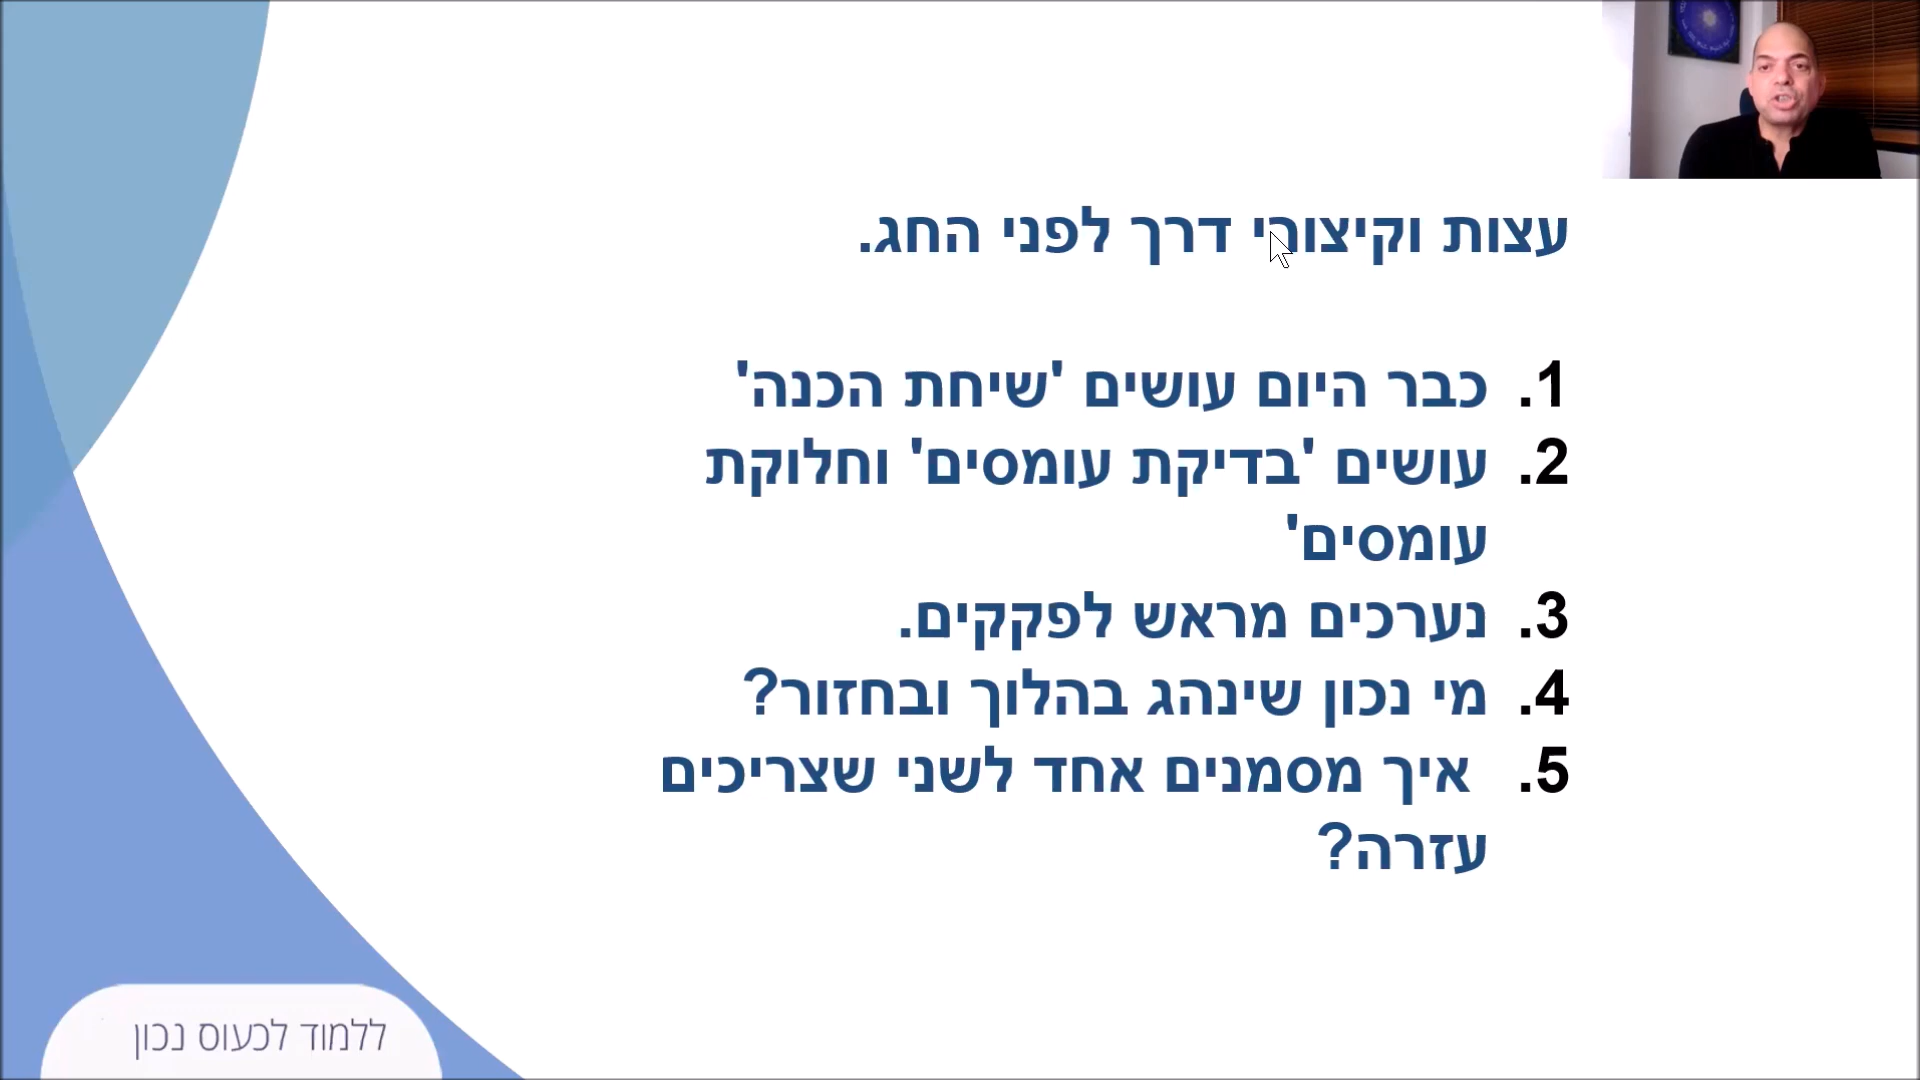 עצות וקיצורי דרך לפני החג.
1. כבר היום עושים 'שיחת הכנה'
2. עושים 'בדיקת עומסים' וחלוקת
עומסים'
3. נערכים מראש לפקקים.
4. מי נכון שינהג בהלוך ובחזור?
5. איך מסמנים אחד לשני שצריכים
עזרה?
ללמוד לכעוס נכון